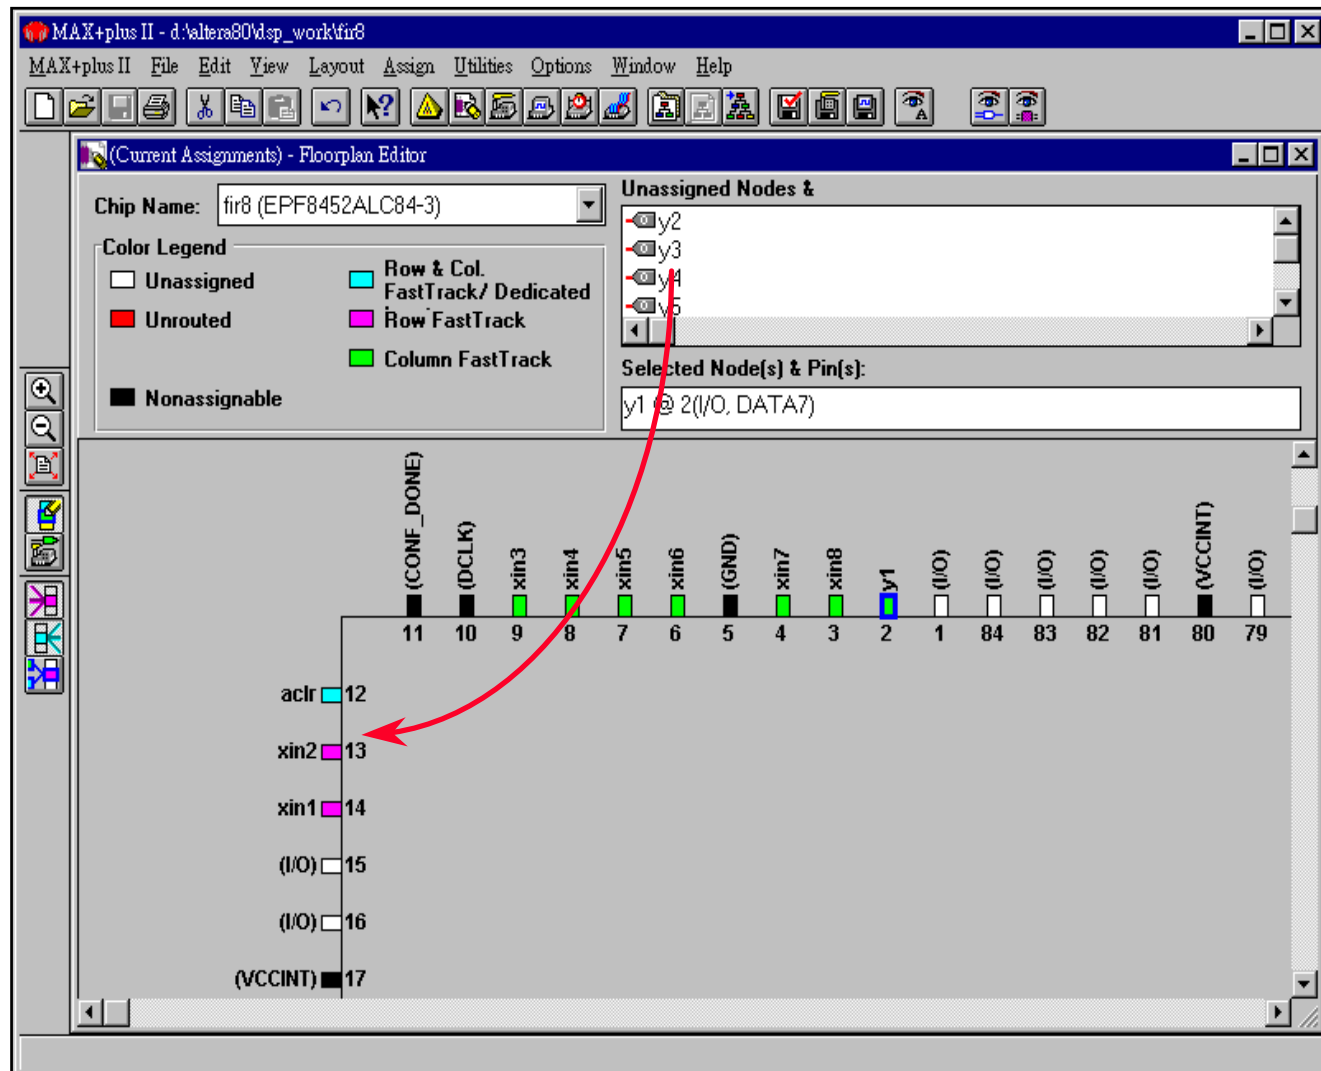 MAX+plus II - d:\altera80\dsp_work\fir8
MAX+plus II File Edit View Layout Assign Utilities Options Window Help
(Current Assignments) - Floorplan Editor
Chip Name: fir8 (EPF8452ALC84-3)
Unassigned Nodes &
y2
y3
y4
y5
Color Legend
Unassigned
Unrouted
Nonassignable
Row & Col.
FastTrack/ Dedicated
Row FastTrack
Column FastTrack
Selected Node(s) & Pin(s):
y1 @ 2(I/O, DATA7)
(CONF_DONE) (DCLK) xin3 xin4 xin5 xin6 (GND) xin7 xin8 y1 (I/O) (I/O) (I/O) (I/O) (I/O) (VCCINT) (I/O)
11 10 9 8 7 6 5 4 3 2 1 84 83 82 81 80 79
aclr 12
xin2 13
xin1 14
(I/O) 15
(I/O) 16
(VCCINT) 17